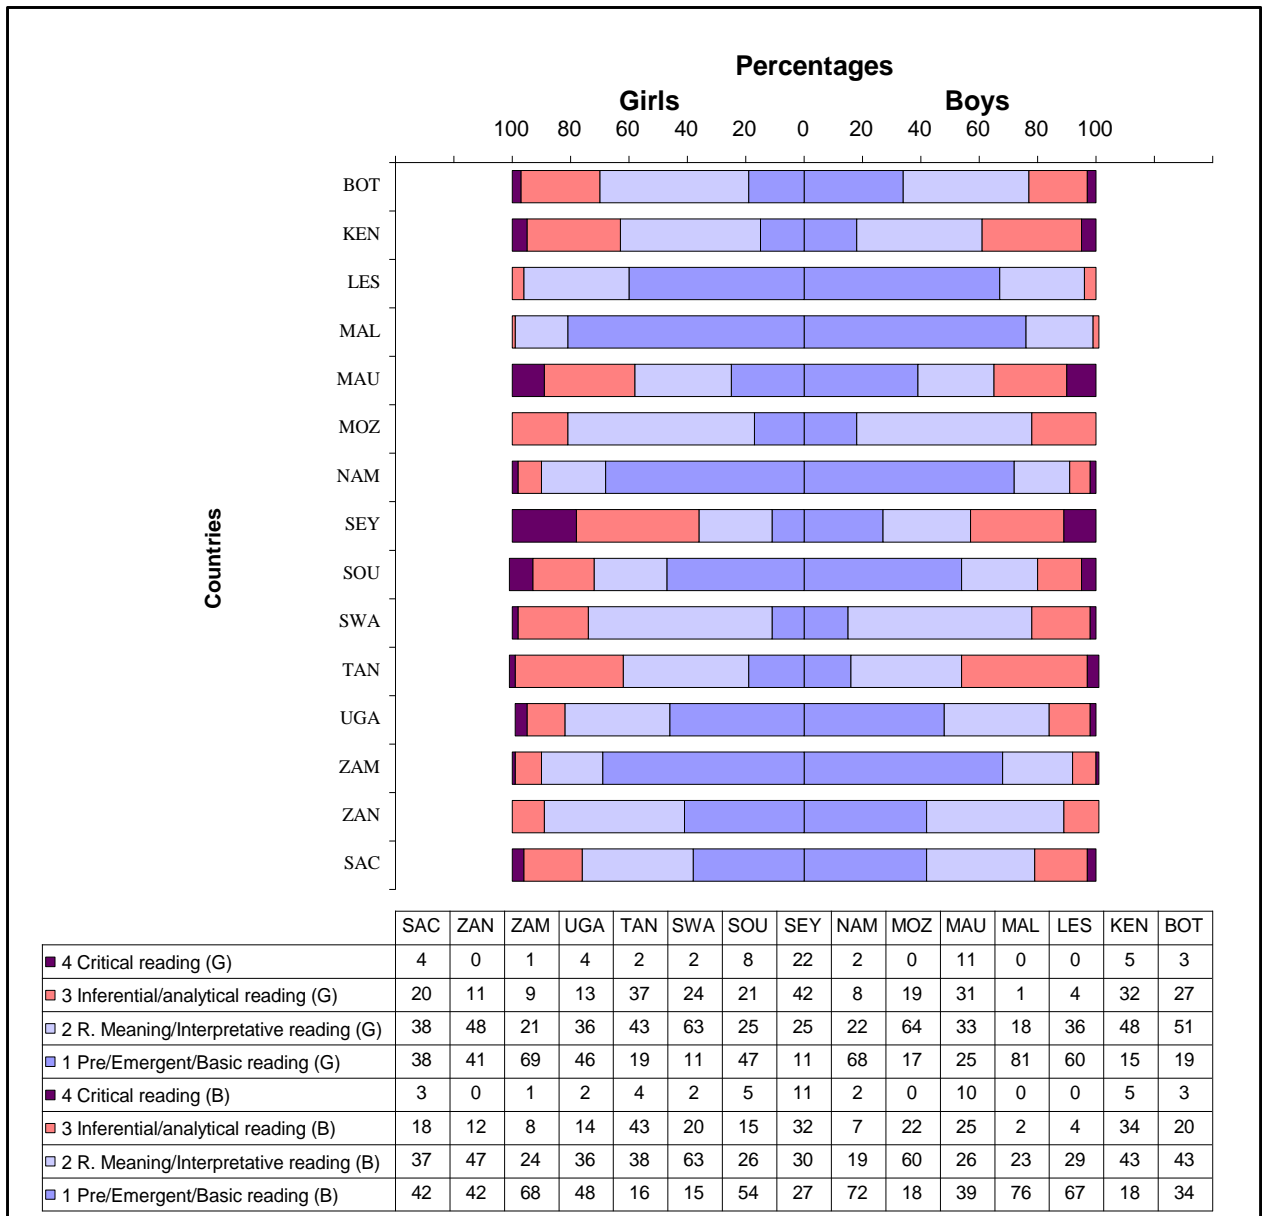 Percentages
Girls Boys
100 80 60 40 20 0 20 40 60 80 100
BOT
KEN
LES
MAL
MAU
MOZ
NAM
SEY
SOU
SWA
TAN
UGA
ZAM
ZAN
SAC
Countries
SAC ZAN ZAM UGA TAN SWA SOU SEY NAM MOZ MAU MAL LES KEN BOT
4 Critical reading (G) 4 0 1 4 2 2 8 22 2 0 11 0 0 5 3
3 Inferential/analytical reading (G) 20 11 9 13 37 24 21 42 8 19 31 1 4 32 27
2 R. Meaning/Interpretative reading (G) 38 48 21 36 43 63 25 25 22 64 33 18 36 48 51
1 Pre/Emergent/Basic reading (G) 38 41 69 46 19 11 47 11 68 17 25 81 60 15 19
4 Critical reading (B) 3 0 1 2 4 2 5 11 2 0 10 0 0 5 3
3 Inferential/analytical reading (B) 18 12 8 14 43 20 15 32 7 22 25 2 4 34 20
2 R. Meaning/Interpretative reading (B) 37 47 24 36 38 63 26 30 19 60 26 23 29 43 43
1 Pre/Emergent/Basic reading (B) 42 42 68 48 16 15 54 27 72 18 39 76 67 18 34